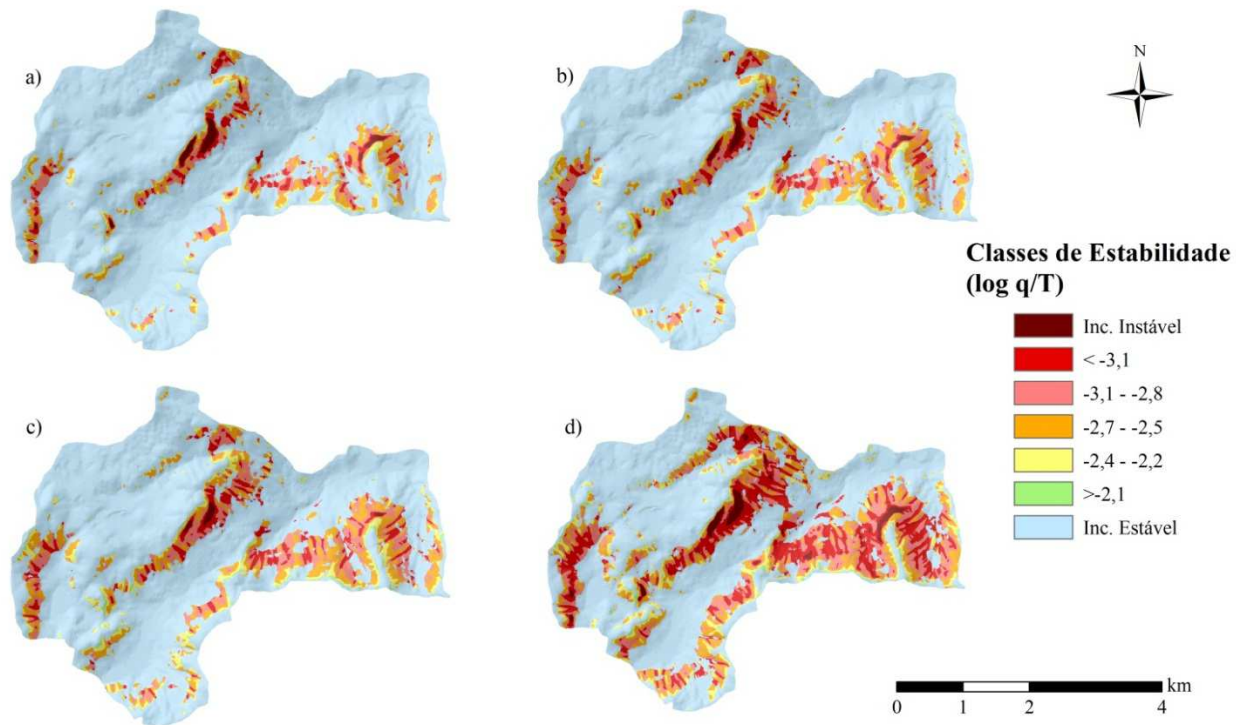 a)
b)
N
Classes de Estabilidade
(log q/T)
Inc. Instável
< -3,1
-3,1 - -2,8
-2,7 - -2,5
-2,4 - -2,2
>-2,1
Inc. Estável
c)
d)
km
0 1 2 4